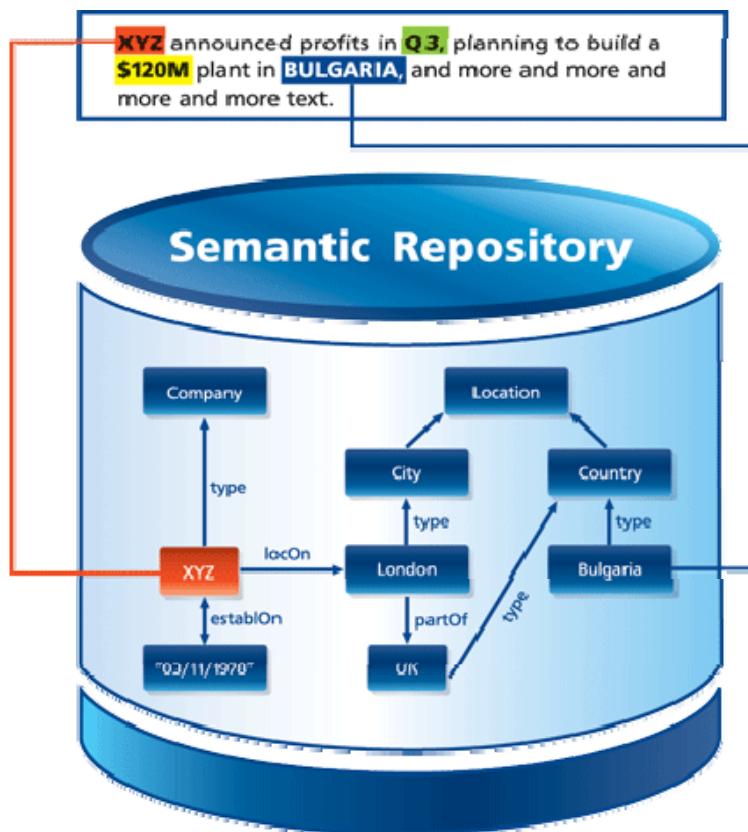 XYZ announced profits in Q3, planning to build a
$120M plant in BULGARIA, and more and more and
more and more text.
Semantic Repository
Company
Location
City
Country
type
type
type
XYZ
locOn
London
Bulgaria
type
establOn
partOf
"03/11/1978"
UK